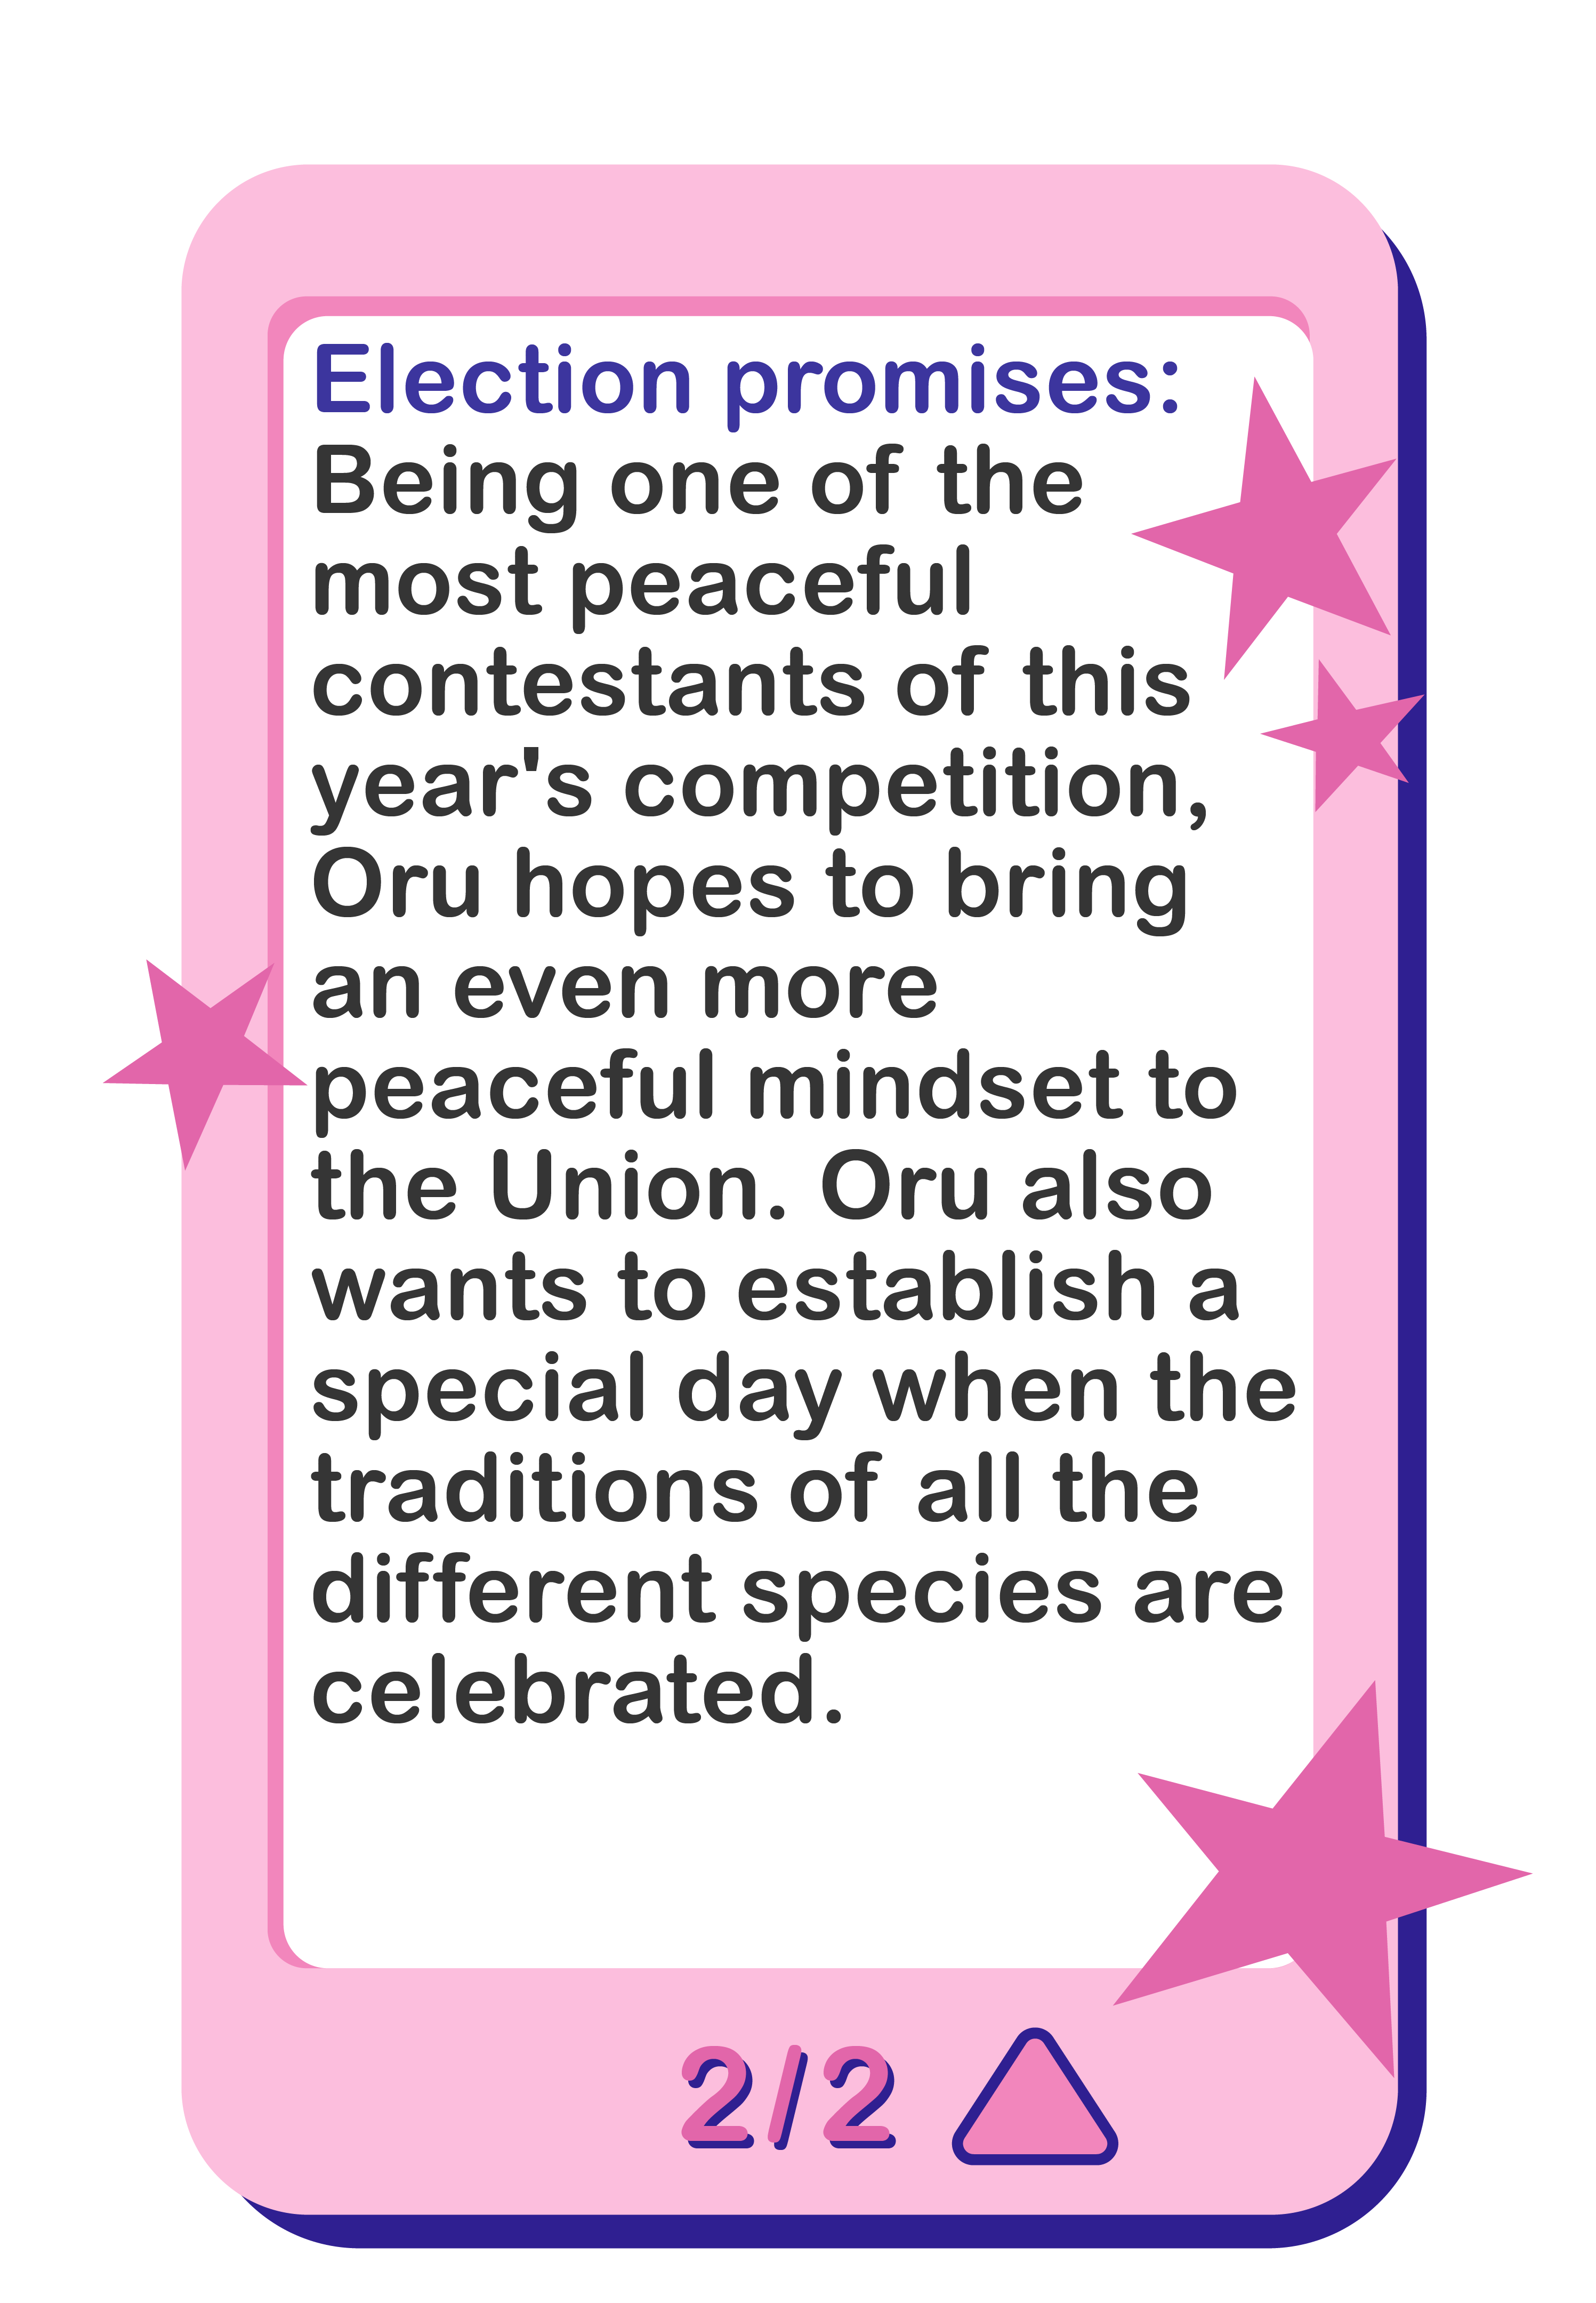 Election promises:
Being one of the
most peaceful
contestants of this
year's competition,
Oru hopes to bring
an even more
peaceful mindset to
the Union. Oru also
wants to establish a
special day when the
traditions of all the
different species are
celebrated.
2/2